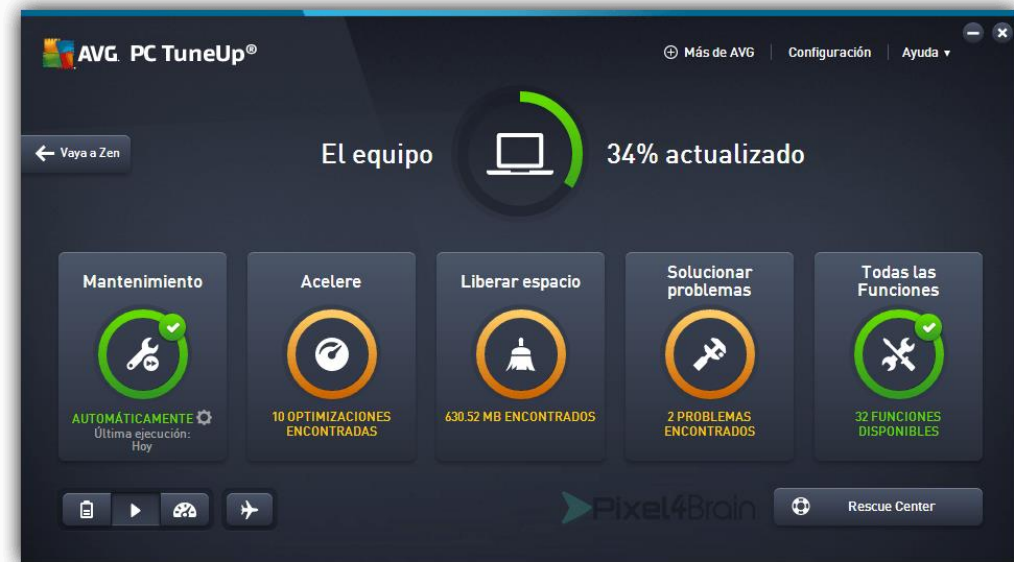 AVG PC TuneUp®
Más de AVG
Configuración
Ayuda
Vaya a Zen
El equipo
34% actualizado
Mantenimiento
AUTOMÁTICAMENTE
Última ejecución:
Hoy
Acelere
10 OPTIMIZACIONES
ENCONTRADAS
Liberar espacio
630.52 MB ENCONTRADOS
Solucionar
problemas
2 PROBLEMAS
ENCONTRADOS
Todas las
Funciones
32 FUNCIONES
DISPONIBLES
Pixel4Brain
Rescue Center